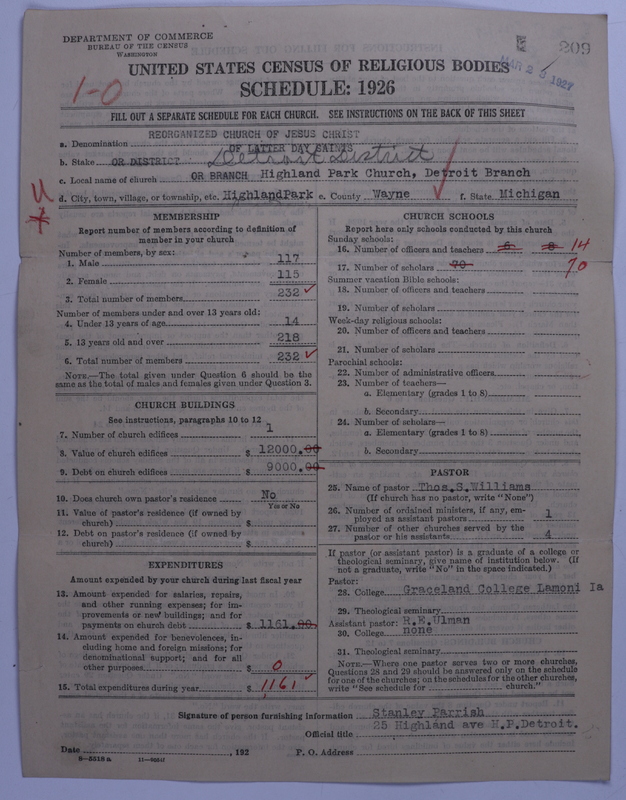 DEPARTMENT OF COMMERCE
BUREAU OF THE CENSUS
WASHINGTON
209
MAR 25 1927
UNITED STATES CENSUS OF RELIGIOUS BODIES
SCHEDULE: 1926
1-0
FILL OUT A SEPARATE SCHEDULE FOR EACH CHURCH. SEE INSTRUCTIONS ON THE BACK OF THIS SHEET
REORGANIZED CHURCH OF JESUS CHRIST
a. Denomination OF LATTER DAY SAINTS
b. Stake OR DISTRICT : Detroit District
c. Local name of church OR BRANCH Highland Park Church, Detroit Branch
d. City, town, village, or township, etc. HighlandPark e. County Wayne f. State Michigan
MEMBERSHIP
Report number of members according to definition of member in your church
Number of members, by sex:
1. Male 117
2. Female 115
3. Total number of members 232 ✓
Number of members under and over 13 years old:
4. Under 13 years of age 14
5. 13 years old and over 218
6. Total number of members 232 ✓
NOTE.—The total given under Question 6 should be the
same as the total of males and females given under Question 3.
CHURCH BUILDINGS
See instructions, paragraphs 10 to 12
7. Number of church edifices 1
8. Value of church edifices $ 12000.00
9. Debt on church edifices $ 9000.00
10. Does church own pastor's residence No
Yes or No
11. Value of pastor's residence (if owned by
church) $
12. Debt on pastor's residence (if owned by
church) $
EXPENDITURES
Amount expended by your church during last fiscal year
13. Amount expended for salaries, repairs,
and other running expenses; for im-
provements or new buildings; and for
payments on church debt $ 1161.00
14. Amount expended for benevolences, in-
cluding home and foreign missions; for
denominational support; and for all
other purposes $ 0
15. Total expenditures during year $ 1161 ✓
CHURCH SCHOOLS
Report here only schools conducted by this church
Sunday schools:
16. Number of officers and teachers 6 8 14
17. Number of scholars 70 70
Summer vacation Bible schools:
18. Number of officers and teachers
19. Number of scholars
Week-day religious schools:
20. Number of officers and teachers
21. Number of scholars
Parochial schools:
22. Number of administrative officers
23. Number of teachers—
a. Elementary (grades 1 to 8)
b. Secondary
24. Number of scholars—
a. Elementary (grades 1 to 8)
b. Secondary
PASTOR
25. Name of pastor Thos.S.Williams
(If church has no pastor, write "None")
26. Number of ordained ministers, if any, em-
ployed as assistant pastors 1
27. Number of other churches served by the
pastor or his assistants 4
If pastor (or assistant pastor) is a graduate of a college or
theological seminary, give name of institution below. (If
not a graduate, write "No" in the space indicated.)
Pastor:
28. College Graceland College Lamoni Ia
29. Theological seminary
Assistant pastor: R.E.Ulman
30. College none
31. Theological seminary
NOTE.—Where one pastor serves two or more churches,
Questions 28 and 29 should be answered only on the schedule
for one of the churches; on the schedules for the other churches,
write "See schedule for church."
Signature of person furnishing information Stanley Parrish
25 Highland ave H.P.Detroit.
Official title
Date , 192 P. O. Address
8-5518a